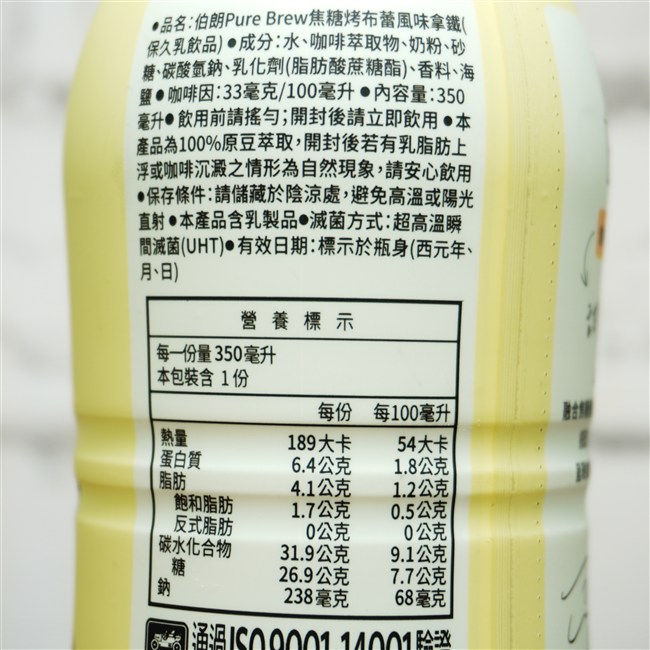 ●品名:伯朗Pure Brew焦糖烤布蕾風味拿鐵(
保久乳飲品)●成分:水、咖啡萃取物、奶粉、砂
糖、碳酸氫鈉、乳化劑(脂肪酸蔗糖酯)、香料、海
鹽●咖啡因:33毫克/100毫升●內容量:350
毫升●飲用前請搖勻;開封後請立即飲用●本
產品為100%原豆萃取,開封後若有乳脂肪上
浮或咖啡沉澱之情形為自然現象,請安心飲用
●保存條件:請儲藏於陰涼處,避免高溫或陽光
直射●本產品含乳製品●滅菌方式:超高溫瞬
間滅菌(UHT)●有效日期:標示於瓶身(西元年、
月、日)
營養標示
每一份量350毫升
本包裝含 1份
每份 每100毫升
熱量 189大卡 54大卡
蛋白質 6.4公克 1.8公克
脂肪 4.1公克 1.2公克
飽和脂肪 1.7公克 0.5公克
反式脂肪 0公克 0公克
碳水化合物 31.9公克 9.1公克
糖 26.9公克 7.7公克
鈉 238毫克 68毫克
通過ISO9001,14001驗證